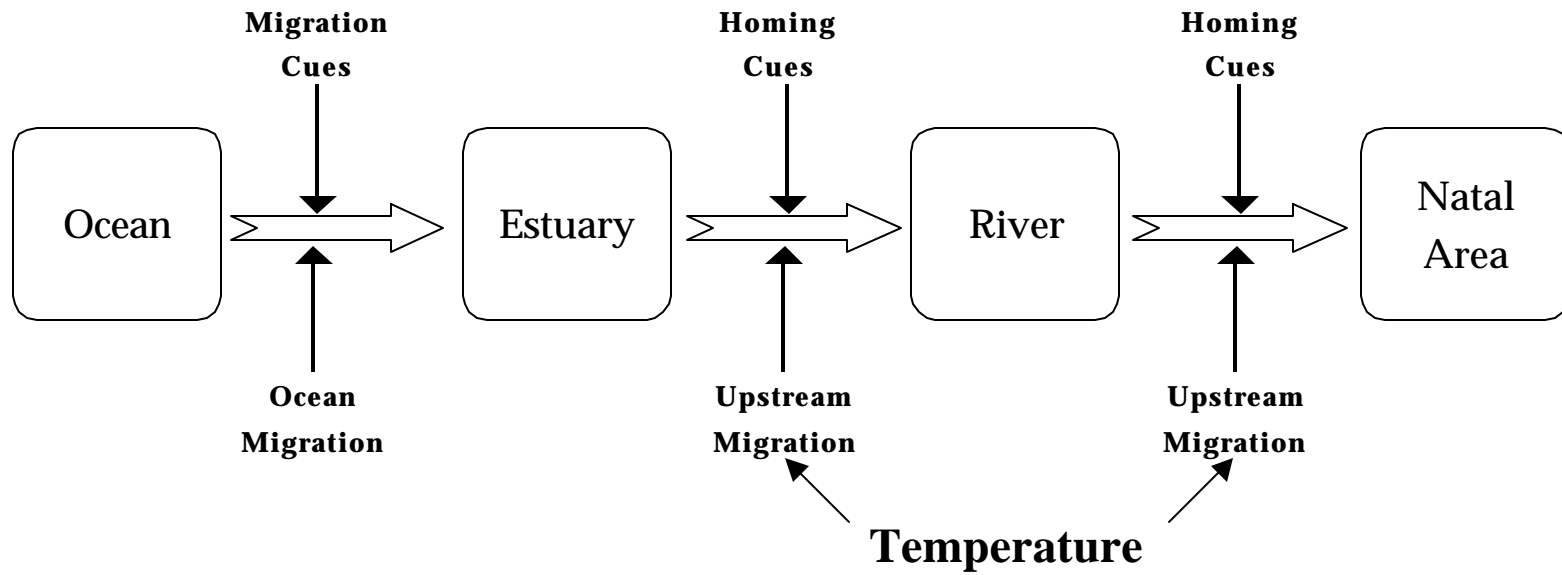 Migration
Cues
Homing
Cues
Homing
Cues
Ocean
Estuary
River
Natal
Area
Ocean
Migration
Upstream
Migration
Upstream
Migration
Temperature